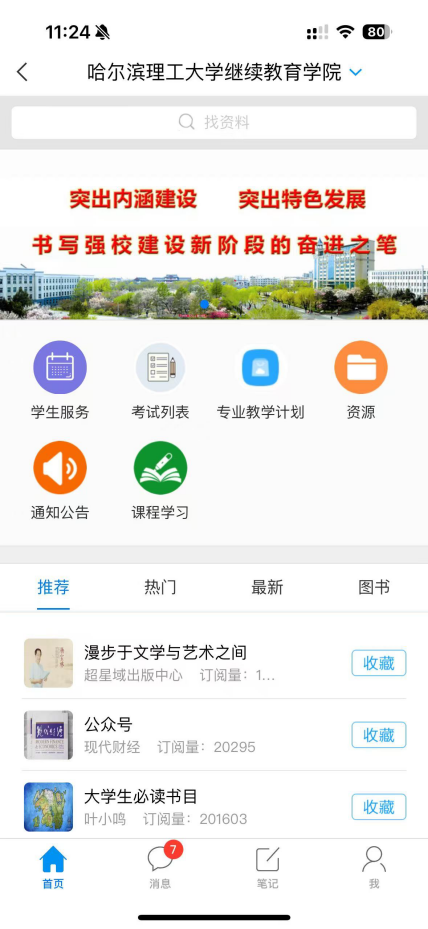 11:24
80
哈尔滨理工大学继续教育学院
找资料
突出内涵建设 突出特色发展
书写强校建设新阶段的奋进之笔
学生服务 考试列表 专业教学计划 资源
通知公告 课程学习
推荐 热门 最新 图书
漫步于文学与艺术之间
超星域出版中心 订阅量：1...
收藏
公众号
现代财经 订阅量：20295
收藏
大学生必读书目
叶小鸣 订阅量：201603
收藏
7
首页 消息 笔记 我